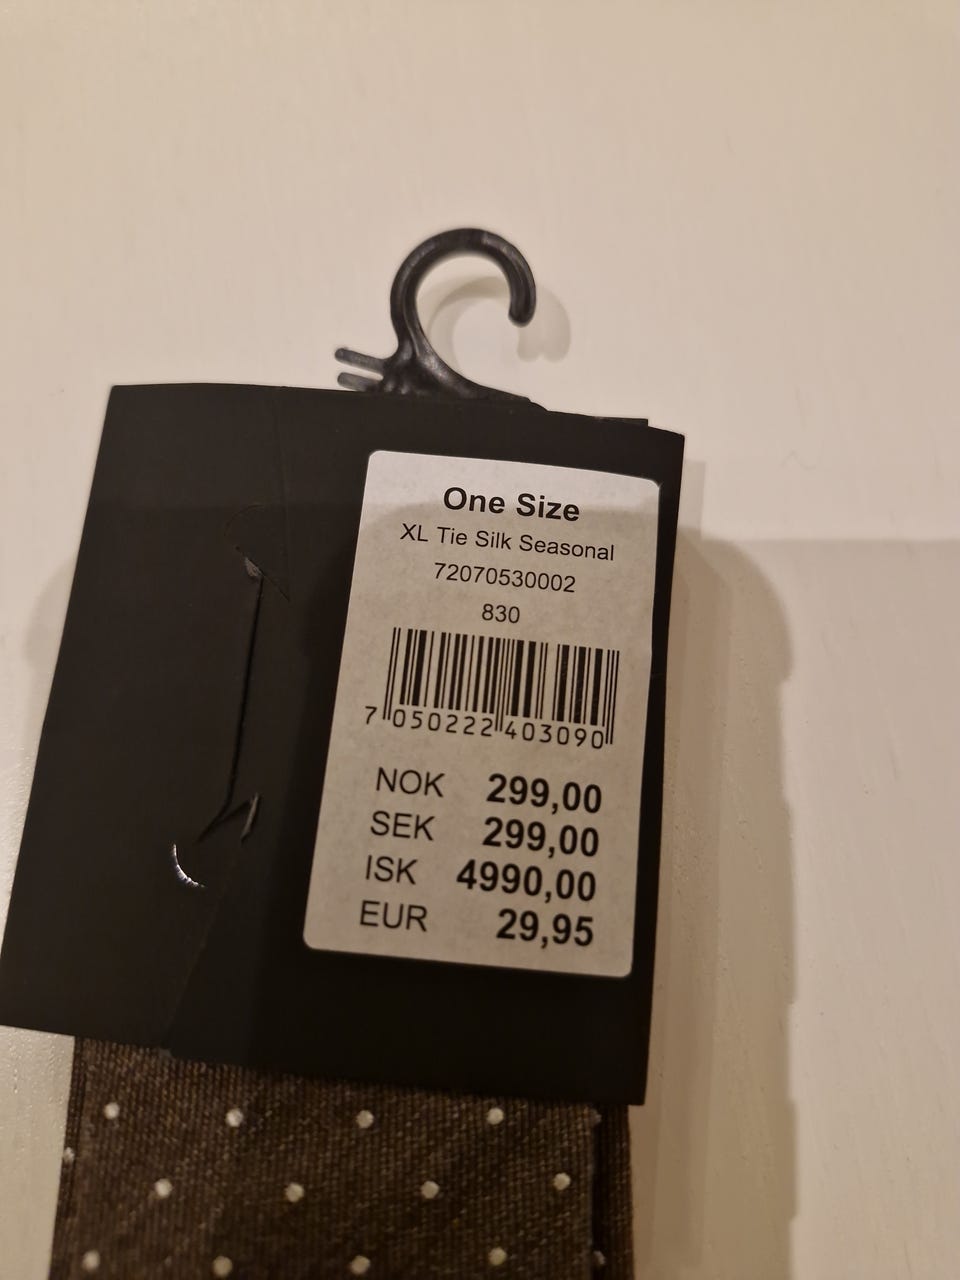 One Size
XL Tie Silk Seasonal
72070530002
830
7 050222 403090
NOK 299,00
SEK 299,00
ISK 4990,00
EUR 29,95